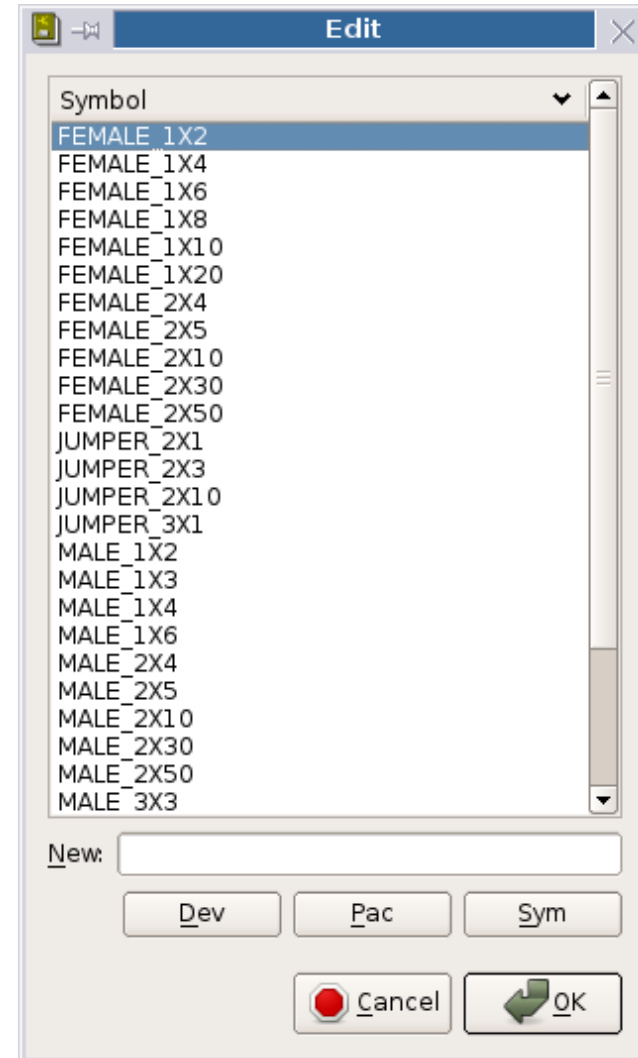 Edit
Symbol
FEMALE_1X2
FEMALE_1X4
FEMALE_1X6
FEMALE_1X8
FEMALE_1X10
FEMALE_1X20
FEMALE_2X4
FEMALE_2X5
FEMALE_2X10
FEMALE_2X30
FEMALE_2X50
JUMPER_2X1
JUMPER_2X3
JUMPER_2X10
JUMPER_3X1
MALE_1X2
MALE_1X3
MALE_1X4
MALE_1X6
MALE_2X4
MALE_2X5
MALE_2X10
MALE_2X30
MALE_2X50
MALE_3X3
New:
Dev Pac Sym
Cancel OK